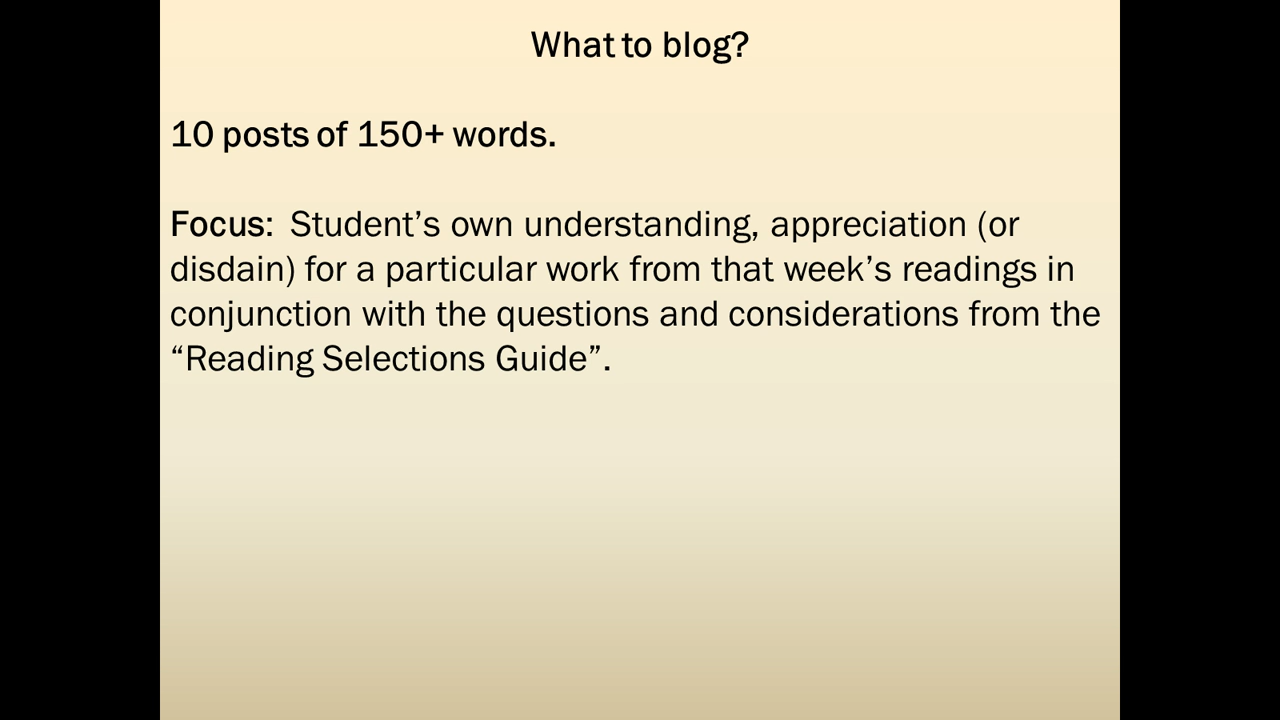 What to blog?
10 posts of 150+ words.
Focus:  Student’s own understanding, appreciation (or
disdain) for a particular work from that week’s readings in
conjunction with the questions and considerations from the
“Reading Selections Guide”.